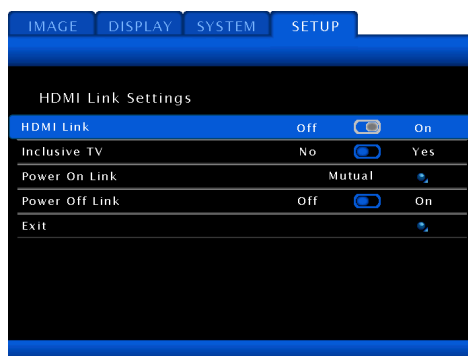 IMAGE DISPLAY SYSTEM SETUP
HDMI Link Settings
HDMI Link Off On
Inclusive TV No Yes
Power On Link Mutual
Power Off Link Off On
Exit